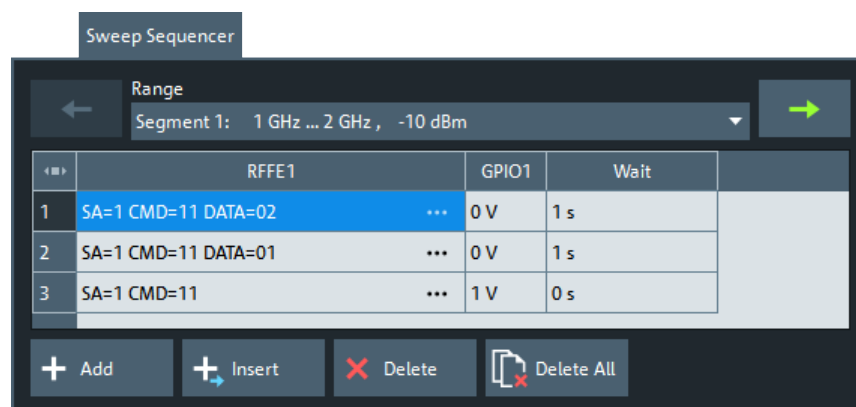 Sweep Sequencer
Range
Segment 1: 1 GHz ... 2 GHz , -10 dBm
RFFE1 GPIO1 Wait
1 SA=1 CMD=11 DATA=02 ... 0 V 1 s
2 SA=1 CMD=11 DATA=01 ... 0 V 1 s
3 SA=1 CMD=11 ... 1 V 0 s
Add Insert Delete Delete All